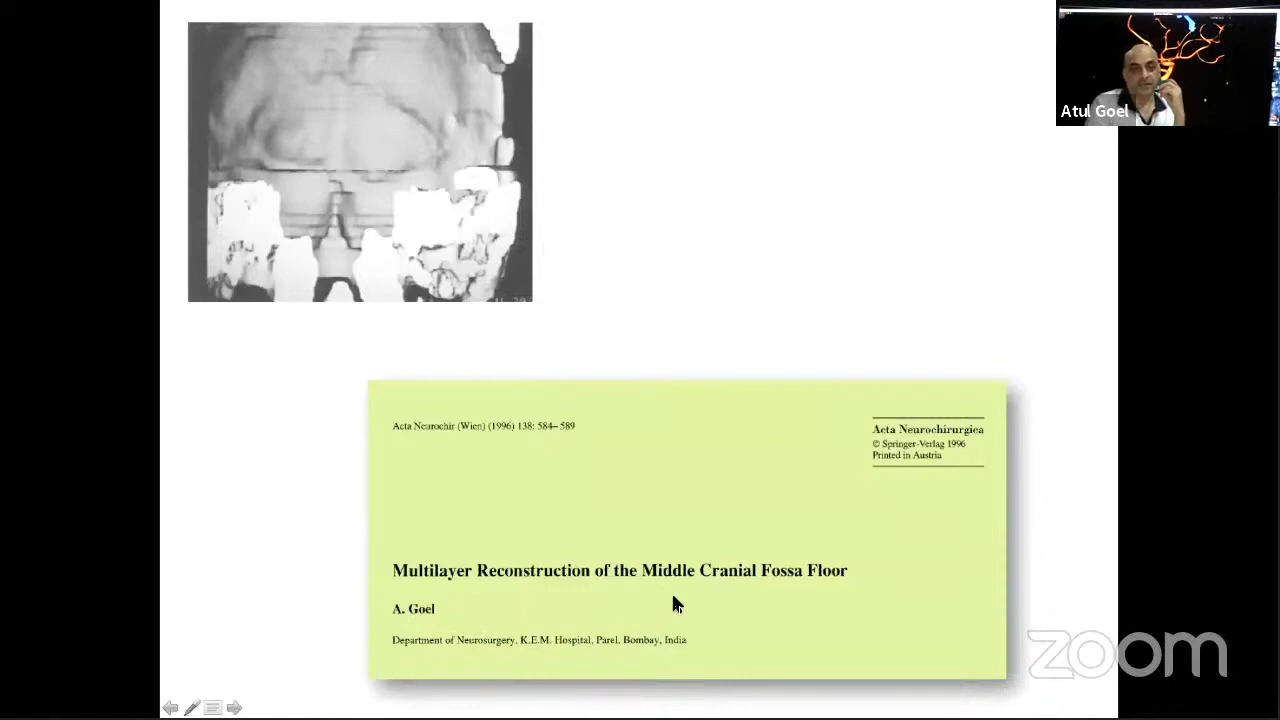 Atul Goel
Acta Neurochir (Wien) (1996) 138: 584– 589
Acta Neurochirurgica
© Springer-Verlag 1996
Printed in Austria
Multilayer Reconstruction of the Middle Cranial Fossa Floor
A. Goel
Department of Neurosurgery, K.E.M. Hospital, Parel, Bombay, India
zoom